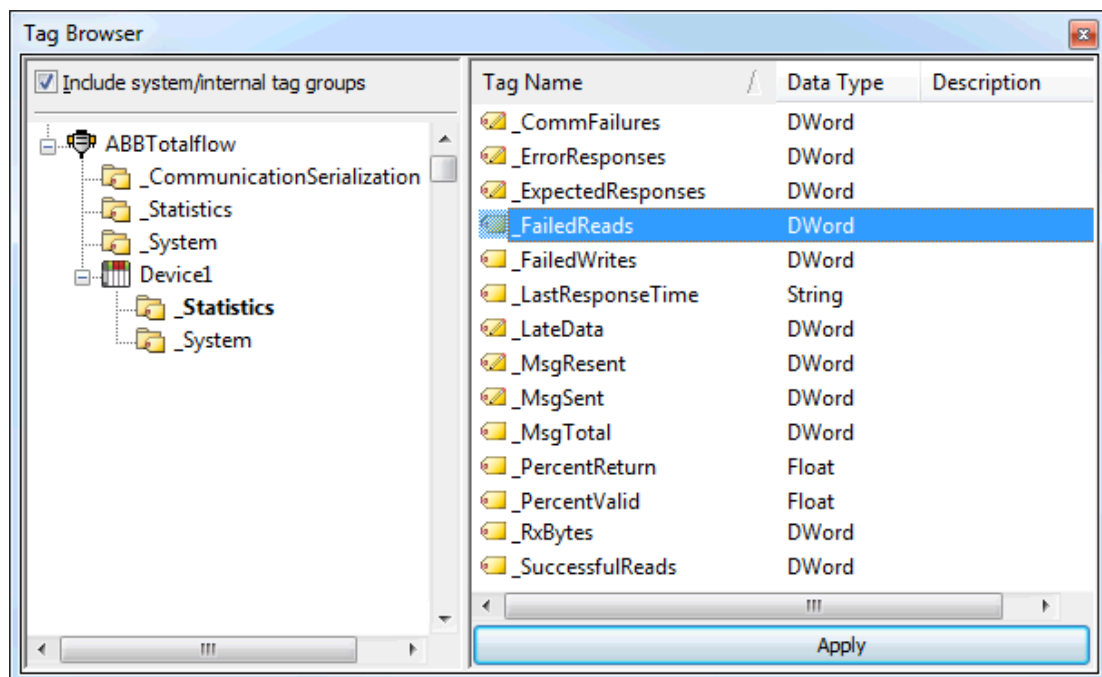 Tag Browser
Include system/internal tag groups
ABBTotalflow
_CommunicationSerialization
_Statistics
_System
Device1
_Statistics
_System
Tag Name Data Type Description
_CommFailures DWord
_ErrorResponses DWord
_ExpectedResponses DWord
_FailedReads DWord
_FailedWrites DWord
_LastResponseTime String
_LateData DWord
_MsgResent DWord
_MsgSent DWord
_MsgTotal DWord
_PercentReturn Float
_PercentValid Float
_RxBytes DWord
_SuccessfulReads DWord
Apply